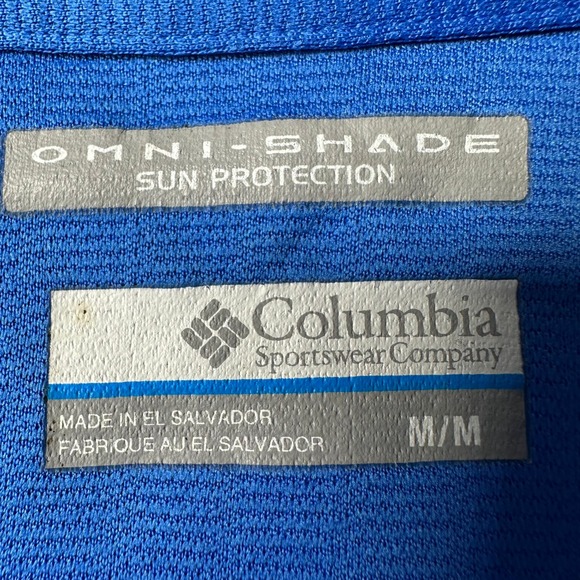 OMNI-SHADE
SUN PROTECTION
Columbia
Sportswear Company
MADE IN EL SALVADOR
FABRIQUE AU EL SALVADOR
M/M